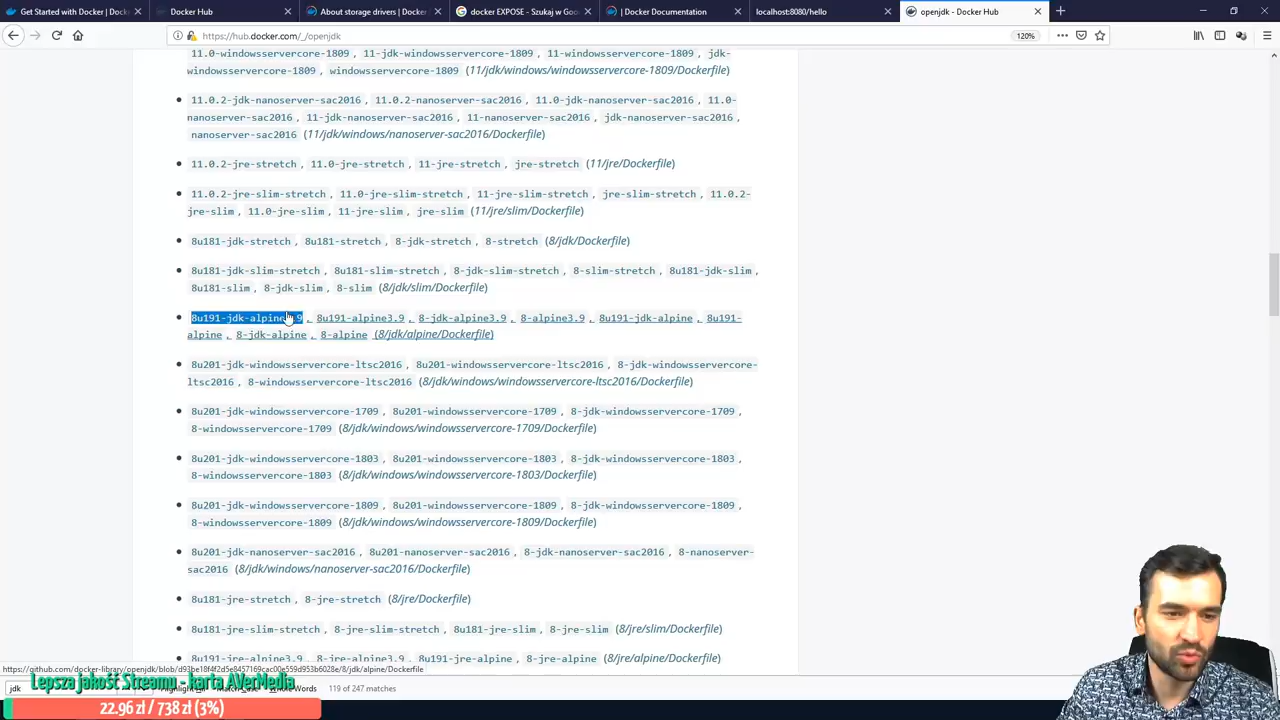 Get Started with Docker | Docker
Docker Hub
About storage drivers | Docker
docker EXPOSE - Szukaj w Goo
| Docker Documentation
localhost:8080/hello
openjdk - Docker Hub
https://hub.docker.com/_/openjdk
120%
11.0-windowsservercore-1809 , 11-jdk-windowsservercore-1809 , 11-windowsservercore-1809 , jdk-
windowsservercore-1809 , windowsservercore-1809 (11/jdk/windows/windowsservercore-1809/Dockerfile)
11.0.2-jdk-nanoserver-sac2016 , 11.0.2-nanoserver-sac2016 , 11.0-jdk-nanoserver-sac2016 , 11.0-
nanoserver-sac2016 , 11-jdk-nanoserver-sac2016 , 11-nanoserver-sac2016 , jdk-nanoserver-sac2016 ,
nanoserver-sac2016 (11/jdk/windows/nanoserver-sac2016/Dockerfile)
11.0.2-jre-stretch , 11.0-jre-stretch , 11-jre-stretch , jre-stretch (11/jre/Dockerfile)
11.0.2-jre-slim-stretch , 11.0-jre-slim-stretch , 11-jre-slim-stretch , jre-slim-stretch , 11.0.2-
jre-slim , 11.0-jre-slim , 11-jre-slim , jre-slim (11/jre/slim/Dockerfile)
8u181-jdk-stretch , 8u181-stretch , 8-jdk-stretch , 8-stretch (8/jdk/Dockerfile)
8u181-jdk-slim-stretch , 8u181-slim-stretch , 8-jdk-slim-stretch , 8-slim-stretch , 8u181-jdk-slim ,
8u181-slim , 8-jdk-slim , 8-slim (8/jdk/slim/Dockerfile)
8u191-jdk-alpine3.9 , 8u191-alpine3.9 , 8-jdk-alpine3.9 , 8-alpine3.9 , 8u191-jdk-alpine , 8u191-
alpine , 8-jdk-alpine , 8-alpine (8/jdk/alpine/Dockerfile)
8u201-jdk-windowsservercore-ltsc2016 , 8u201-windowsservercore-ltsc2016 , 8-jdk-windowsservercore-
ltsc2016 , 8-windowsservercore-ltsc2016 (8/jdk/windows/windowsservercore-ltsc2016/Dockerfile)
8u201-jdk-windowsservercore-1709 , 8u201-windowsservercore-1709 , 8-jdk-windowsservercore-1709 ,
8-windowsservercore-1709 (8/jdk/windows/windowsservercore-1709/Dockerfile)
8u201-jdk-windowsservercore-1803 , 8u201-windowsservercore-1803 , 8-jdk-windowsservercore-1803 ,
8-windowsservercore-1803 (8/jdk/windows/windowsservercore-1803/Dockerfile)
8u201-jdk-windowsservercore-1809 , 8u201-windowsservercore-1809 , 8-jdk-windowsservercore-1809 ,
8-windowsservercore-1809 (8/jdk/windows/windowsservercore-1809/Dockerfile)
8u201-jdk-nanoserver-sac2016 , 8u201-nanoserver-sac2016 , 8-jdk-nanoserver-sac2016 , 8-nanoserver-
sac2016 (8/jdk/windows/nanoserver-sac2016/Dockerfile)
8u181-jre-stretch , 8-jre-stretch (8/jre/Dockerfile)
8u181-jre-slim-stretch , 8-jre-slim-stretch , 8u181-jre-slim , 8-jre-slim (8/jre/slim/Dockerfile)
8u191-jre-alpine3.9 , 8-jre-alpine3.9 , 8u191-jre-alpine , 8-jre-alpine (8/jre/alpine/Dockerfile)
jdk
Whole Words
119 of 247 matches
Lepsza jakość Streamu - karta AVerMedia
22.96 zł / 738 zł (3%)